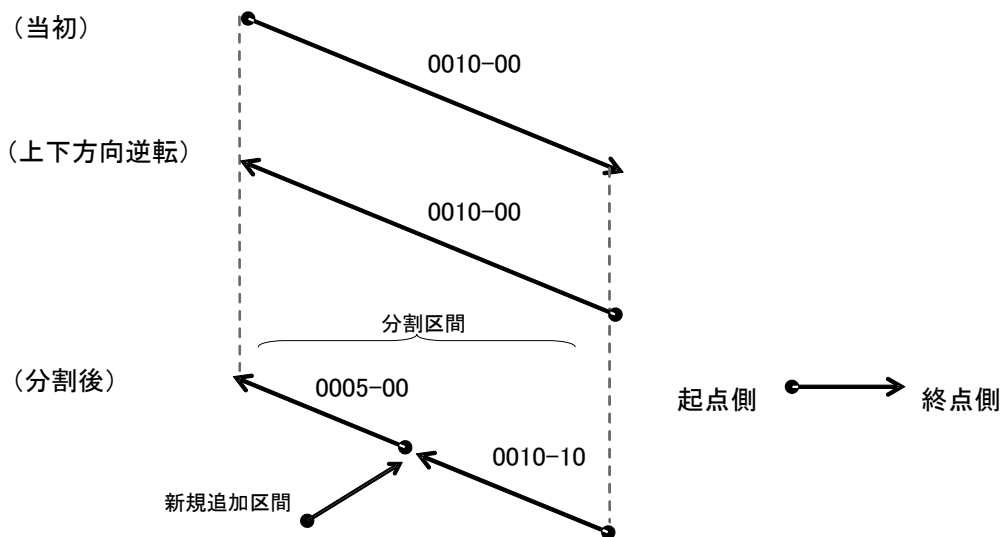 (当初)
0010-00
(上下方向逆転)
0010-00
分割区間
(分割後)
0005-00
起点側
終点側
0010-10
新規追加区間